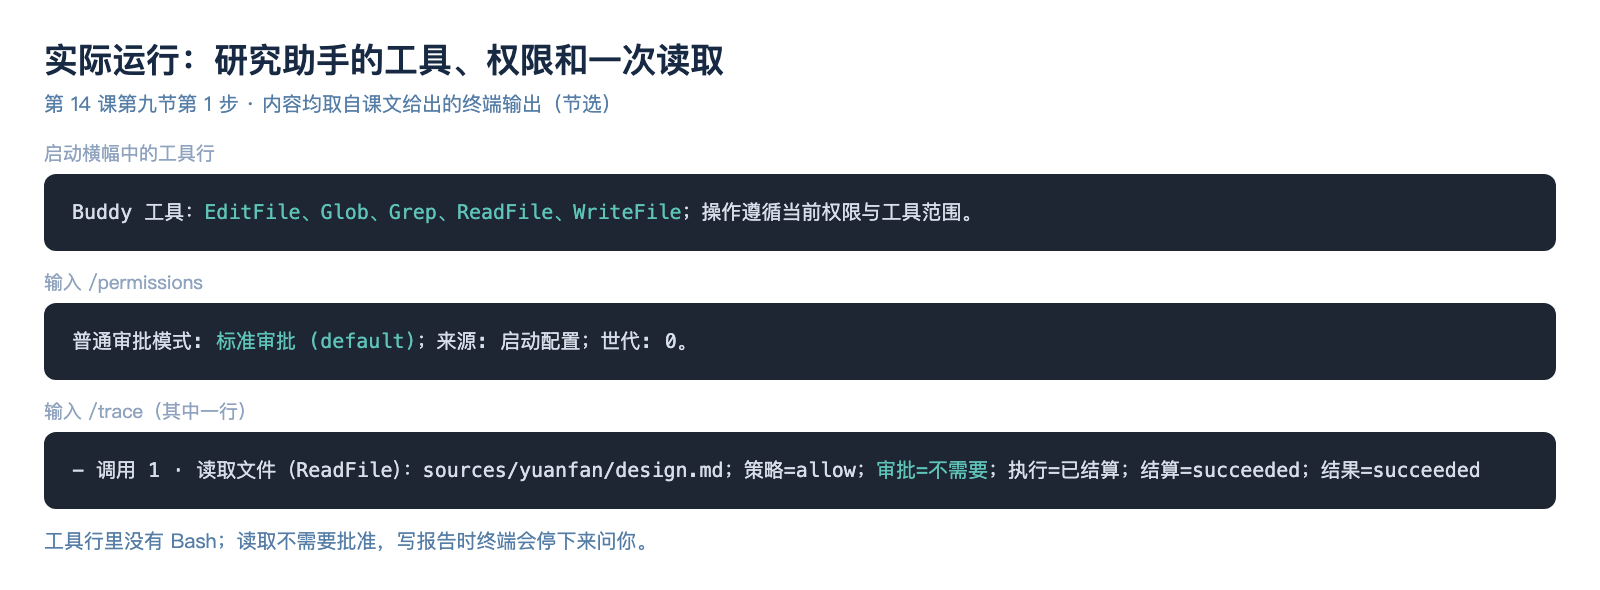 实际运行：研究助手的工具、权限和一次读取
第 14 课第九节第 1 步 · 内容均取自课文给出的终端输出（节选）
启动横幅中的工具行
Buddy 工具：EditFile、Glob、Grep、ReadFile、WriteFile；操作遵循当前权限与工具范围。
输入 /permissions
普通审批模式：标准审批 (default)；来源：启动配置；世代：0。
输入 /trace（其中一行）
- 调用 1 · 读取文件（ReadFile）：sources/yuanfan/design.md；策略=allow；审批=不需要；执行=已结算；结算=succeeded；结果=succeeded
工具行里没有 Bash；读取不需要批准，写报告时终端会停下来问你。